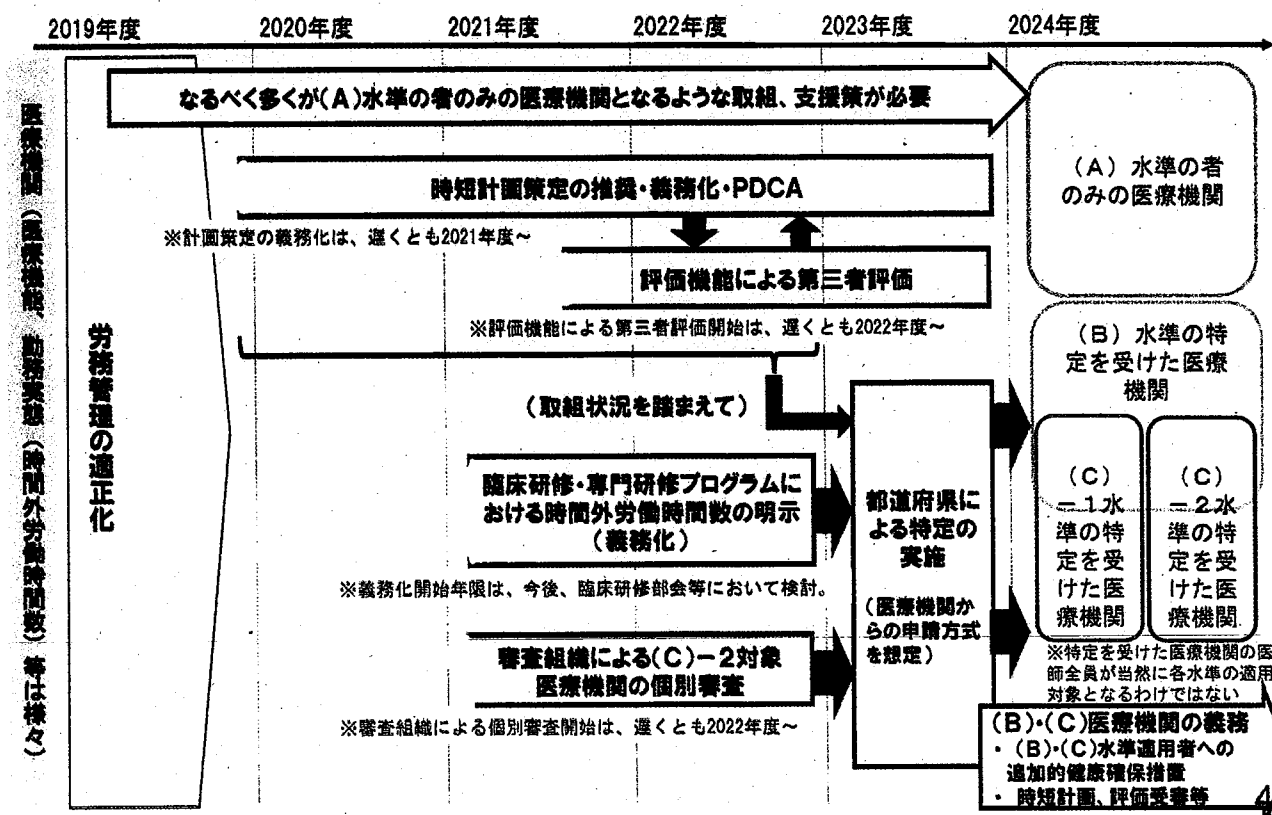 2019年度
2020年度
2021年度
2022年度
2023年度
2024年度
医療機関（医療機能、勤務実態（時間外労働時間数）等は様々）
労務管理の適正化
なるべく多くが(A)水準の者のみの医療機関となるような取組、支援策が必要
時短計画策定の推奨・義務化・PDCA
※計画策定の義務化は、遅くとも2021年度～
評価機能による第三者評価
※評価機能による第三者評価開始は、遅くとも2022年度～
（取組状況を踏まえて）
臨床研修・専門研修プログラムに
おける時間外労働時間数の明示
（義務化）
※義務化開始年限は、今後、臨床研修部会等において検討。
審査組織による(C)－2対象
医療機関の個別審査
※審査組織による個別審査開始は、遅くとも2022年度～
都道府県に
よる特定の
実施
（医療機関か
らの申請方式
を想定）
（A）水準の者
のみの医療機関
（B）水準の特
定を受けた医療
機関
（C）
－1水
準の特
定を受
けた医
療機関
（C）
－2水
準の特
定を受
けた医
療機関
※特定を受けた医療機関の医
師全員が当然に各水準の適用
対象となるわけではない
(B)・(C)医療機関の義務
・(B)・(C)水準適用者への
追加的健康確保措置
・時短計画、評価受審等
4